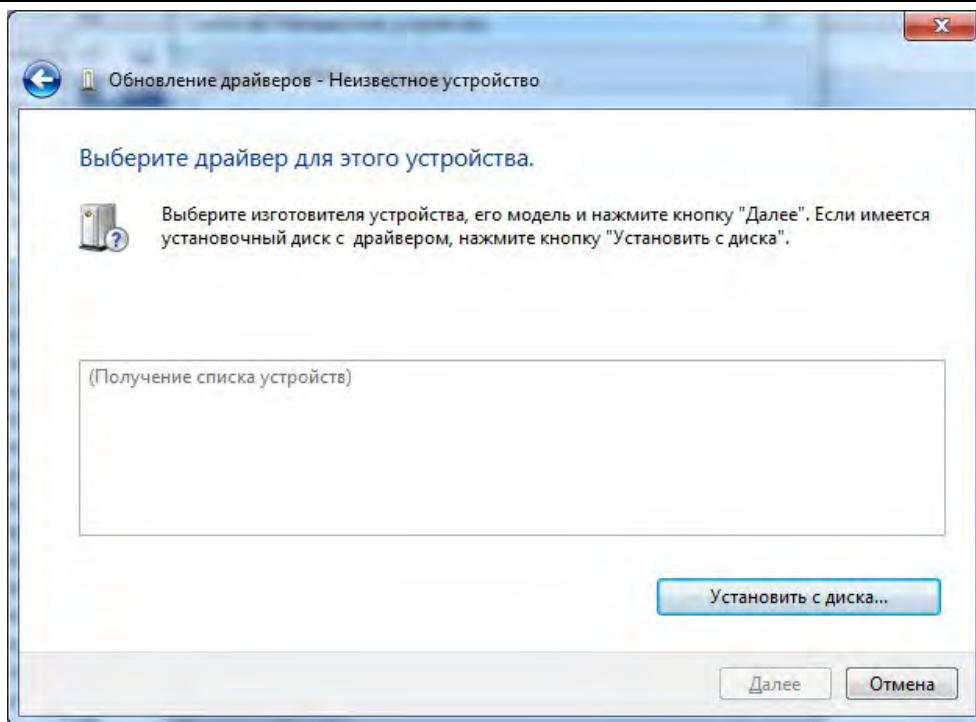 Обновление драйверов - Неизвестное устройство
Выберите драйвер для этого устройства.
Выберите изготовителя устройства, его модель и нажмите кнопку "Далее". Если имеется
установочный диск с драйвером, нажмите кнопку "Установить с диска".
(Получение списка устройств)
Установить с диска...
Далее
Отмена